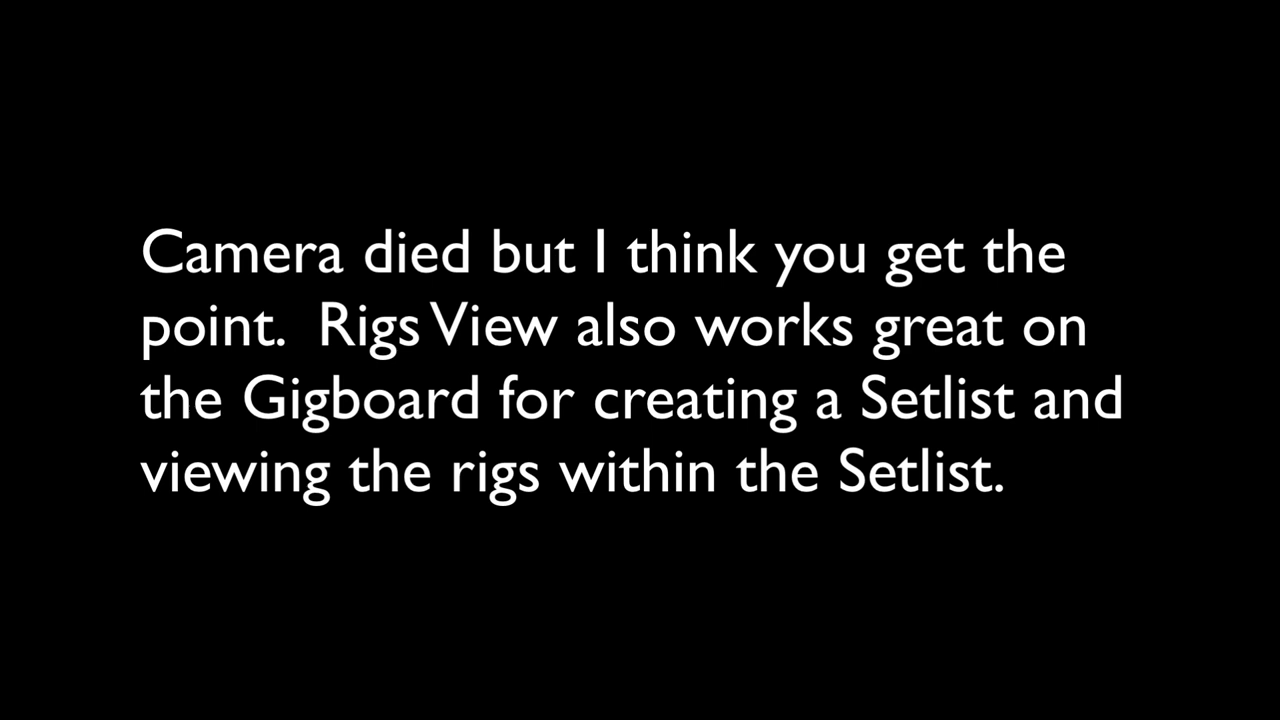 Camera died but I think you get the
point.  Rigs View also works great on
the Gigboard for creating a Setlist and
viewing the rigs within the Setlist.